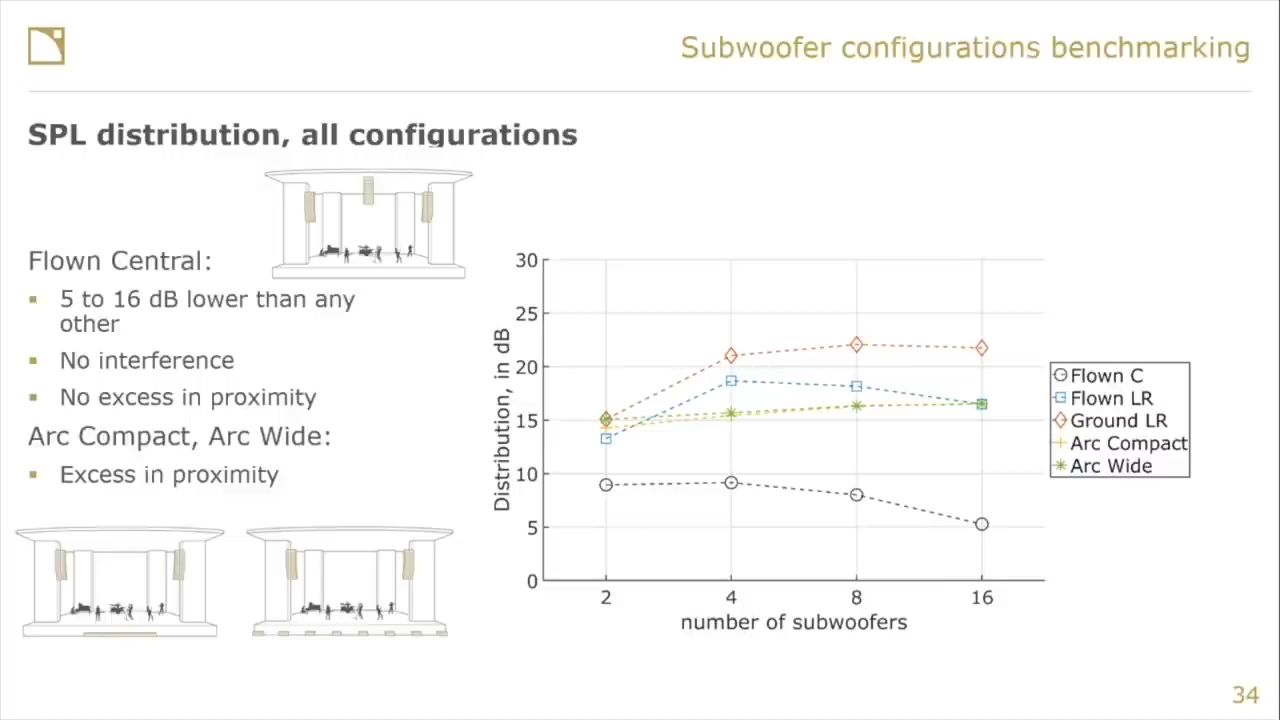 Subwoofer configurations benchmarking
SPL distribution, all configurations
Flown Central:
5 to 16 dB lower than any
other
No interference
No excess in proximity
Arc Compact, Arc Wide:
Excess in proximity
Distribution, in dB
30
25
20
15
10
5
0
2 4 8 16
number of subwoofers
Flown C
Flown LR
Ground LR
Arc Compact
Arc Wide
34